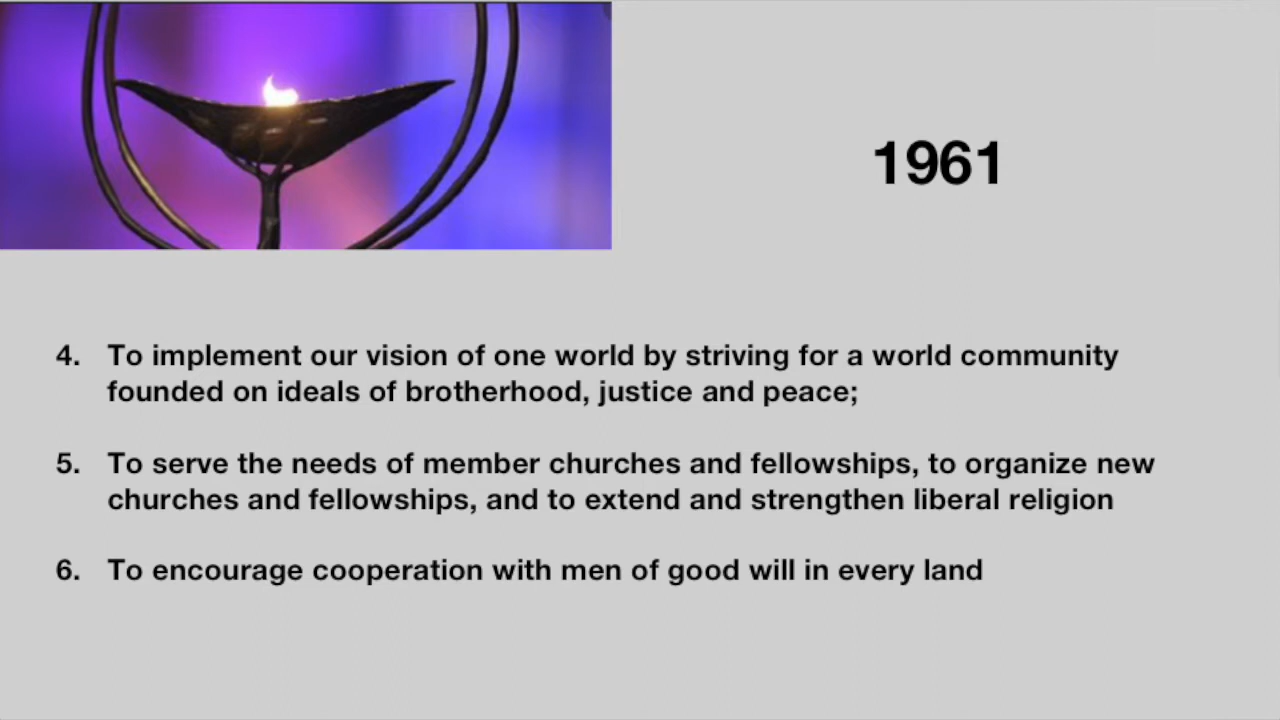 1961
4. To implement our vision of one world by striving for a world community
founded on ideals of brotherhood, justice and peace;
5. To serve the needs of member churches and fellowships, to organize new
churches and fellowships, and to extend and strengthen liberal religion
6. To encourage cooperation with men of good will in every land